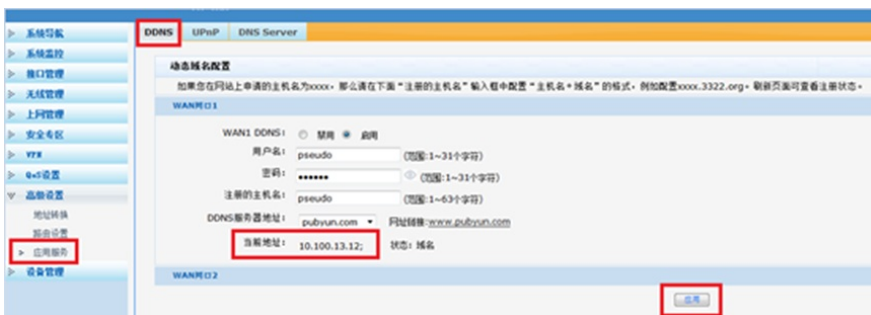 DDNS UPnP DNS Server
系统导航
系统监控
接口管理
无线管理
上网管理
安全专区
VPN
QoS设置
高级设置
地址转换
路由设置
应用服务
设备管理
动态域名配置
如果您在网站上申请的主机名为xxxx，那么请在下面“注册的主机名”输入框中配置“主机名+域名”的格式，例如配置xxxx.3322.org。刷新页面可查看注册状态。
WAN网口1
WAN1 DDNS: 禁用 启用
用户名: pseudo (范围:1~31个字符)
密码: •••••• (范围:1~31个字符)
注册的主机名: pseudo (范围:1~63个字符)
DDNS服务器地址: pubyun.com 网址链接:www.pubyun.com
当前地址: 10.100.13.12; 状态: 域名
WAN网口2
应用